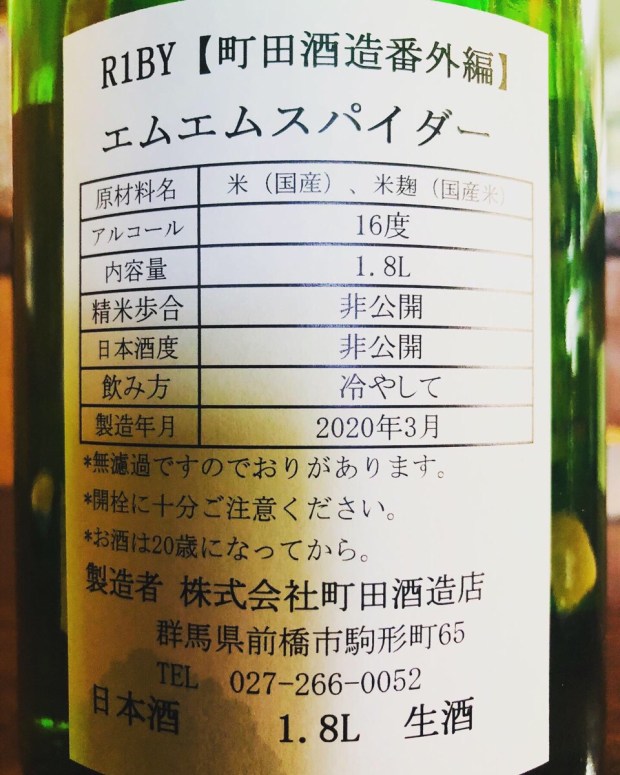 R1BY【町田酒造番外編】
エムエムスパイダー
原材料名 米（国産）、米麹（国産米）
アルコール 16度
内容量 1.8L
精米歩合 非公開
日本酒度 非公開
飲み方 冷やして
製造年月 2020年3月
*無濾過ですのでおりがあります。
*開栓に十分ご注意ください。
*お酒は20歳になってから。
製造者 株式会社町田酒造店
群馬県前橋市駒形町65
TEL 027-266-0052
日本酒 1.8L 生酒